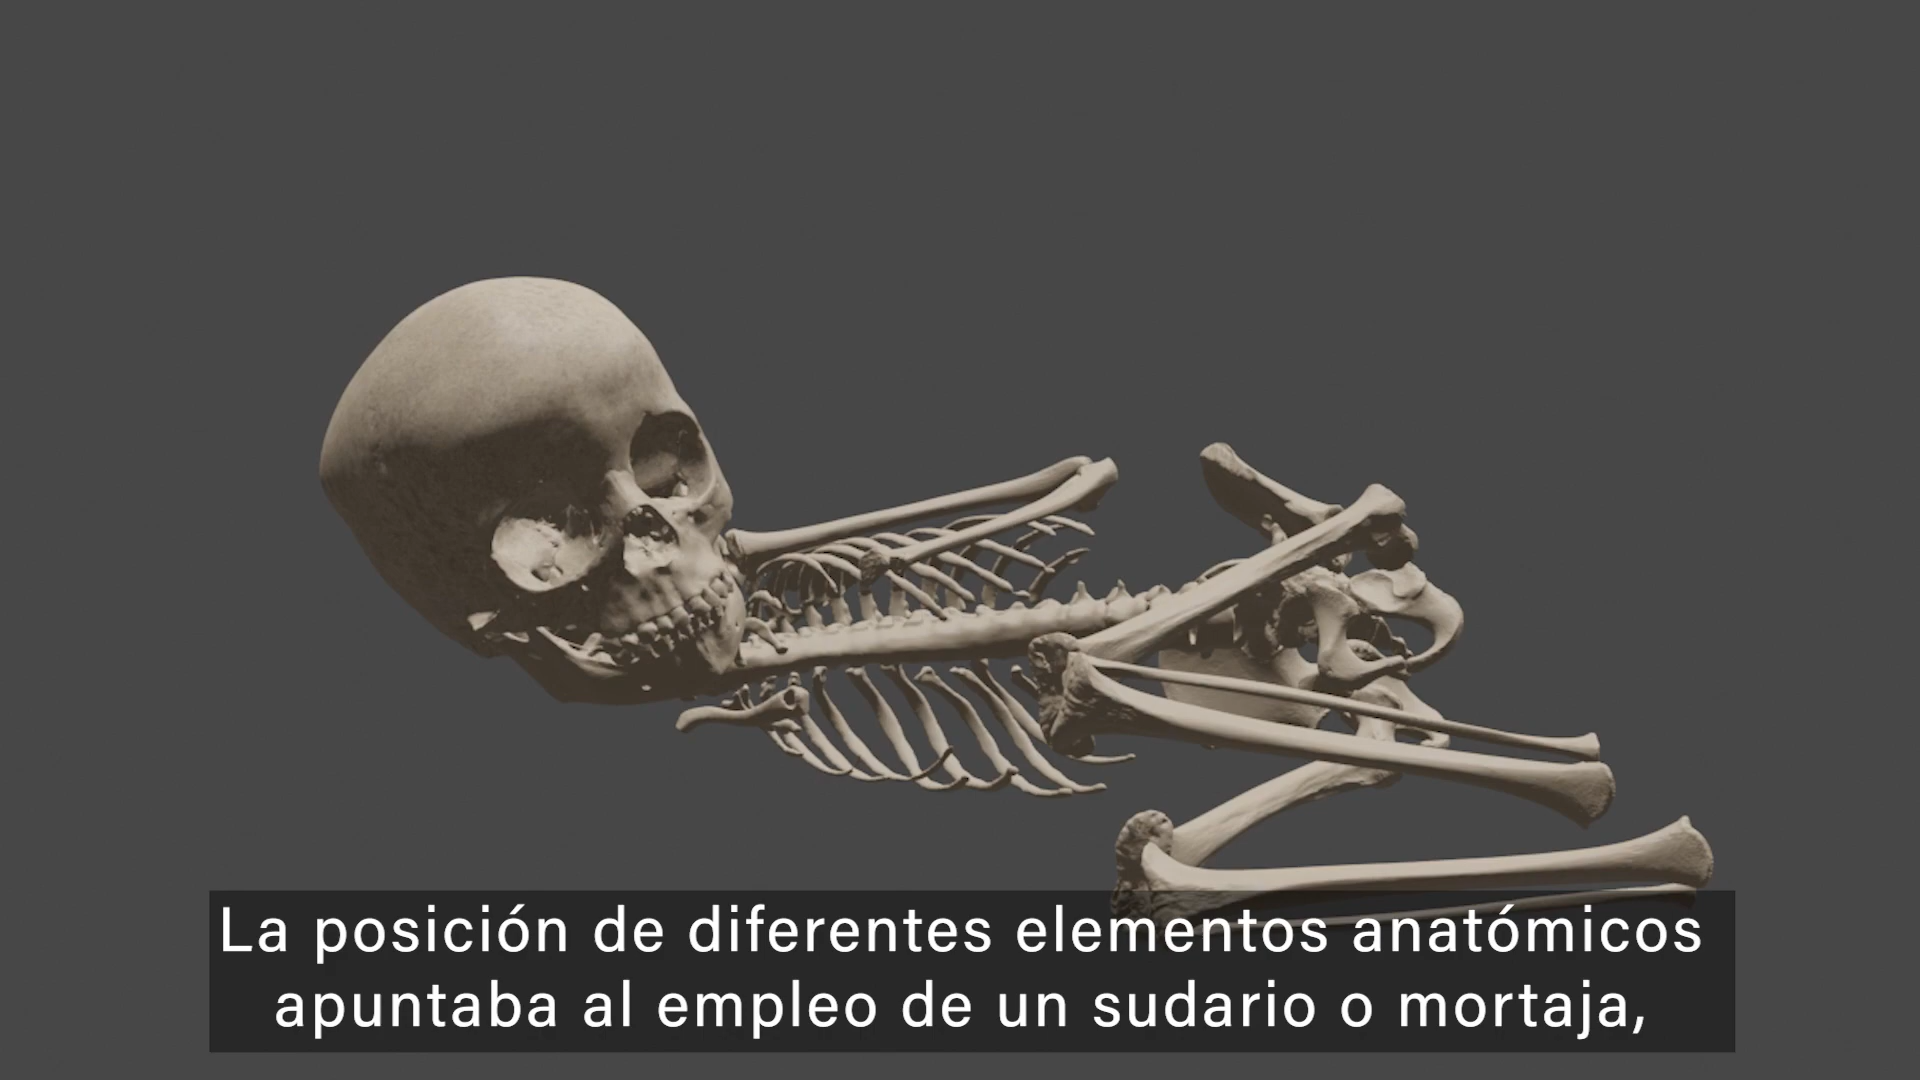 La posición de diferentes elementos anatómicos
apuntaba al empleo de un sudario o mortaja,